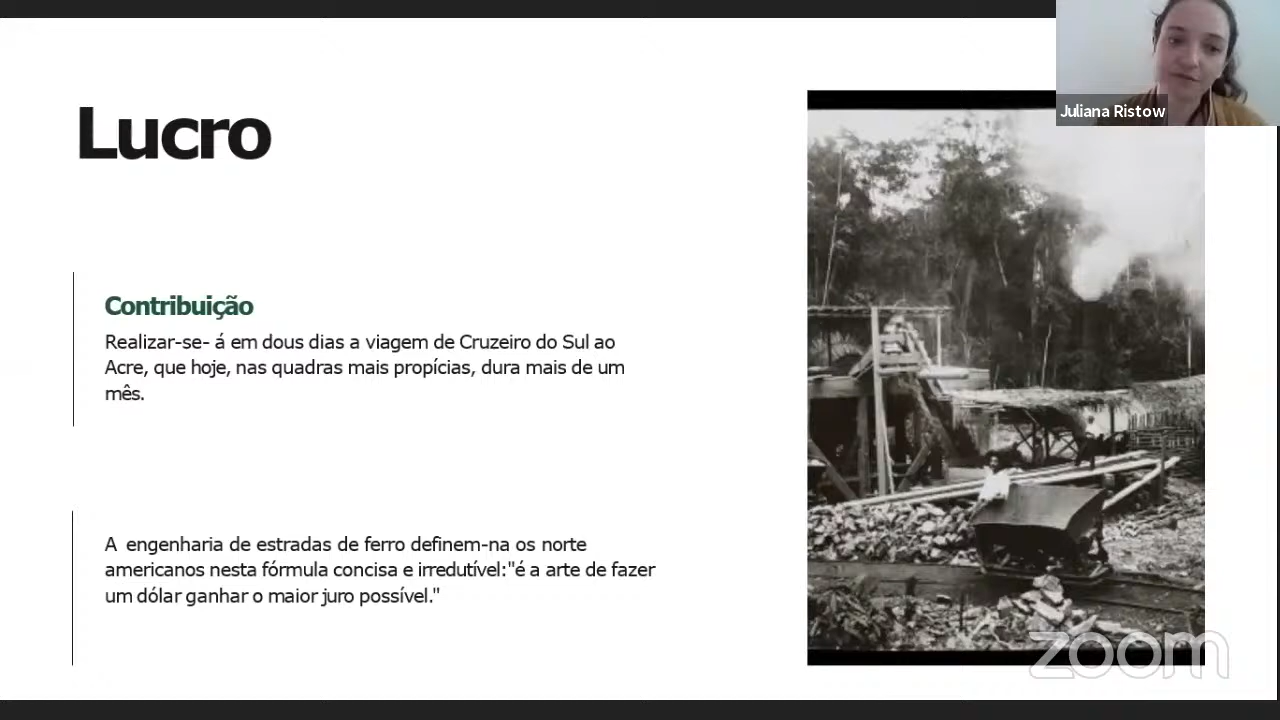 Lucro
Juliana Ristow
Contribuição
Realizar-se- á em dous dias a viagem de Cruzeiro do Sul ao
Acre, que hoje, nas quadras mais propícias, dura mais de um
mês.
A engenharia de estradas de ferro definem-na os norte
americanos nesta fórmula concisa e irredutível:"é a arte de fazer
um dólar ganhar o maior juro possível."
zoom